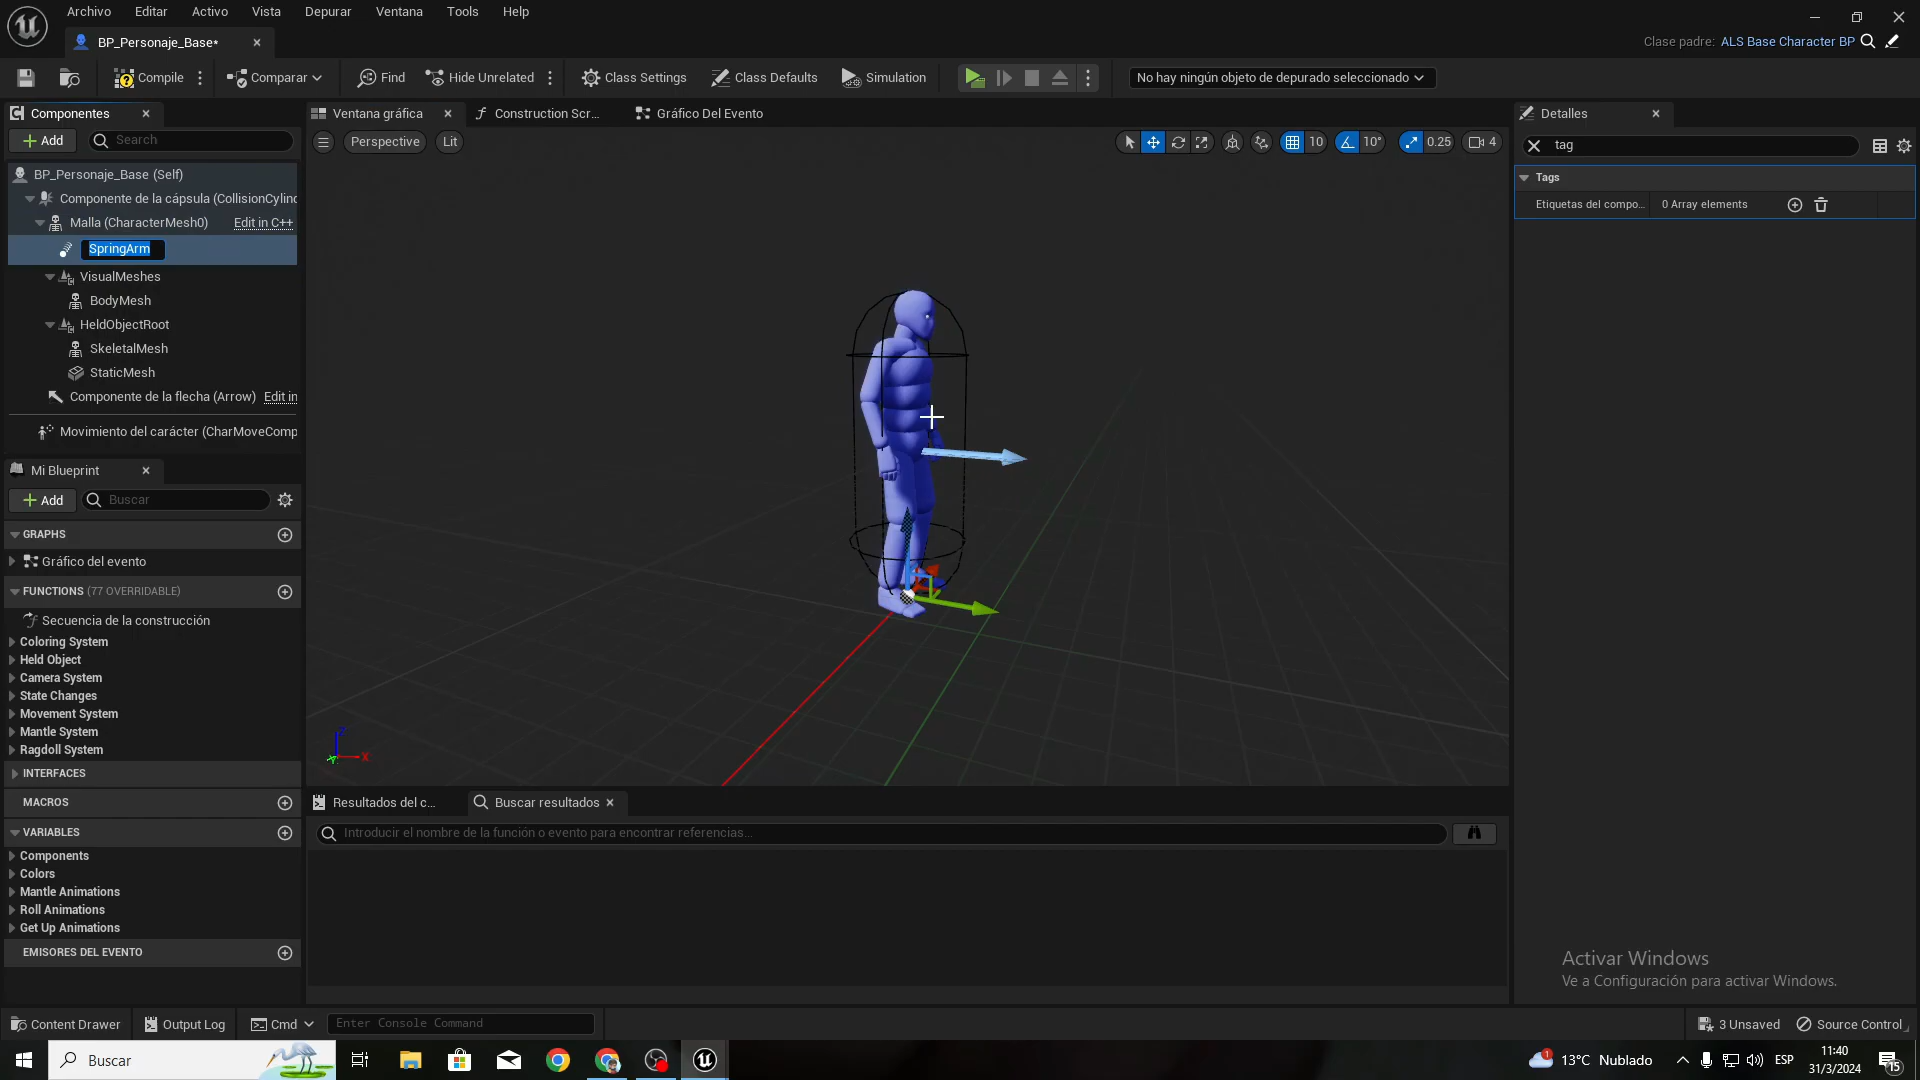 Archivo Editar Activo Vista Depurar Ventana Tools Help
BP_Personaje_Base*
Clase padre: ALS Base Character BP
Compile Comparar Find Hide Unrelated Class Settings Class Defaults Simulation No hay ningún objeto de depurado seleccionado
Componentes
Add Search
BP_Personaje_Base (Self)
Componente de la cápsula (CollisionCylind
Malla (CharacterMesh0) Edit in C++
SpringArm
VisualMeshes
BodyMesh
HeldObjectRoot
SkeletalMesh
StaticMesh
Componente de la flecha (Arrow) Edit in
Movimiento del carácter (CharMoveComp
Mi Blueprint
Add Buscar
GRAPHS
Gráfico del evento
FUNCTIONS (77 OVERRIDABLE)
Secuencia de la construcción
Coloring System
Held Object
Camera System
State Changes
Movement System
Mantle System
Ragdoll System
INTERFACES
MACROS
VARIABLES
Components
Colors
Mantle Animations
Roll Animations
Get Up Animations
EMISORES DEL EVENTO
Ventana gráfica Construction Scr... Gráfico Del Evento
Perspective Lit 10 10° 0.25 4
Z
X
Y
Resultados del c... Buscar resultados
Introducir el nombre de la función o evento para encontrar referencias...
Detalles
tag
Tags
Etiquetas del compo... 0 Array elements
Activar Windows
Ve a Configuración para activar Windows.
Content Drawer Output Log Cmd Enter Console Command 3 Unsaved Source Control
Buscar 1 13°C Nublado ESP 11:40
31/3/2024 15